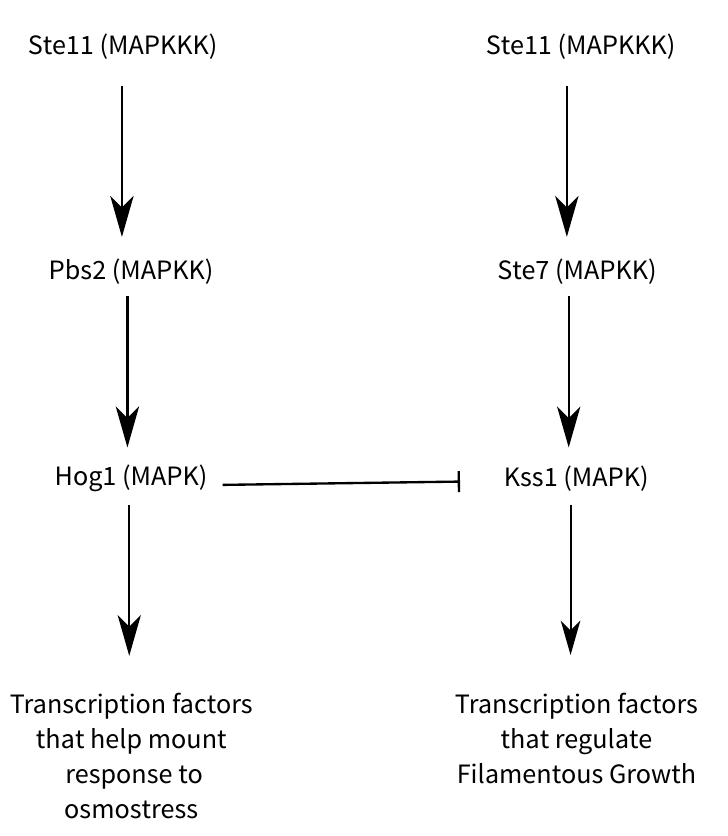 Ste11 (MAPKKK)
Ste11 (MAPKKK)
Pbs2 (MAPKK)
Ste7 (MAPKK)
Hog1 (MAPK)
Kss1 (MAPK)
Transcription factors
that help mount
response to
osmostress
Transcription factors
that regulate
Filamentous Growth